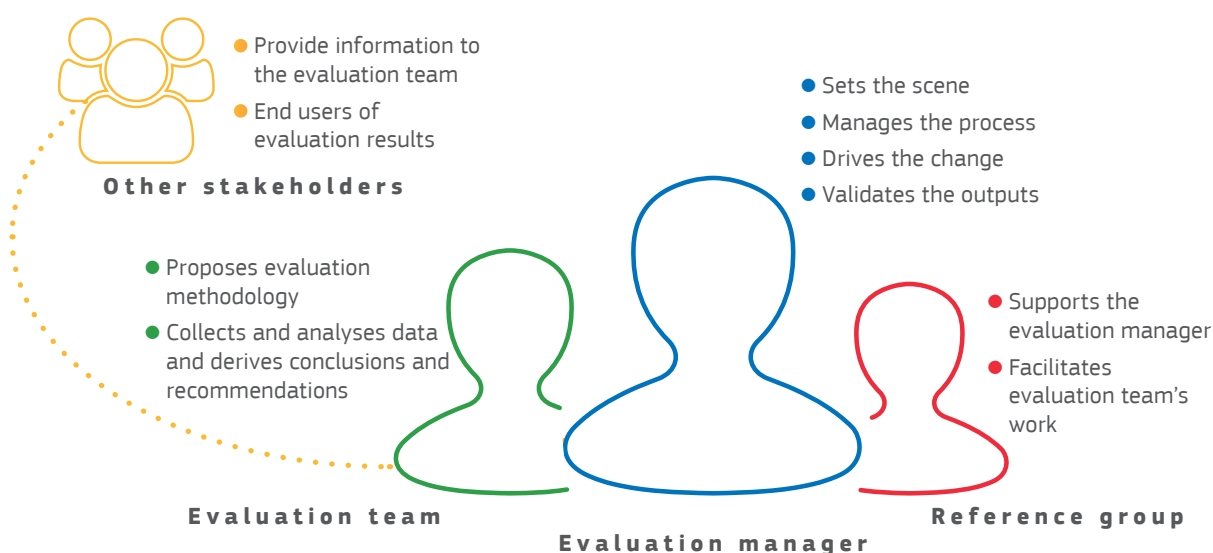 ● Provide information to
the evaluation team
● End users of
evaluation results
Other stakeholders
● Sets the scene
● Manages the process
● Drives the change
● Validates the outputs
● Proposes evaluation
methodology
● Collects and analyses data
and derives conclusions and
recommendations
● Supports the
evaluation manager
● Facilitates
evaluation team's
work
Evaluation team
Evaluation manager
Reference group